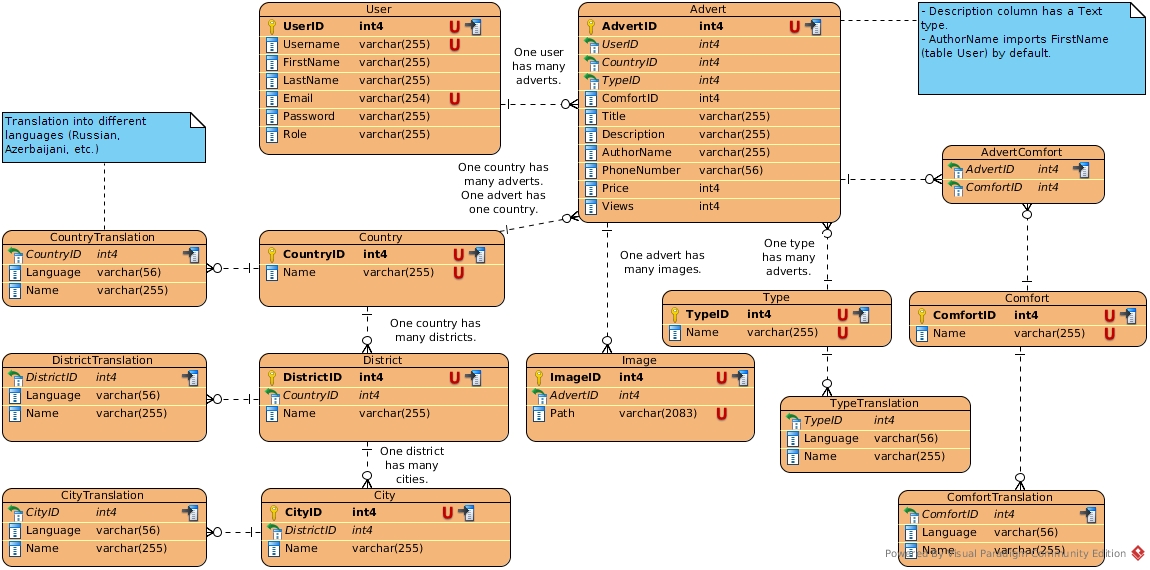 User
UserID int4 U
Username varchar(255) U
FirstName varchar(255)
LastName varchar(255)
Email varchar(254) U
Password varchar(255)
Role varchar(255)
One user
has many
adverts.
Advert
AdvertID int4 U
UserID int4
CountryID int4
TypeID int4
ComfortID int4
Title varchar(255)
Description varchar(255)
AuthorName varchar(255)
PhoneNumber varchar(56)
Price int4
Views int4
- Description column has a Text
type.
- AuthorName imports FirstName
(table User) by default.
Translation into different
languages (Russian,
Azerbaijani, etc.)
One country has
many adverts.
One advert has
one country.
AdvertComfort
AdvertID int4
ComfortID int4
CountryTranslation
CountryID int4
Language varchar(56)
Name varchar(255)
Country
CountryID int4 U
Name varchar(255) U
One advert has
many images.
One type
has many
adverts.
Type
TypeID int4 U
Name varchar(255) U
Comfort
ComfortID int4 U
Name varchar(255) U
One country has
many districts.
DistrictTranslation
DistrictID int4
Language varchar(56)
Name varchar(255)
District
DistrictID int4 U
CountryID int4
Name varchar(255)
Image
ImageID int4 U
AdvertID int4
Path varchar(2083) U
TypeTranslation
TypeID int4
Language varchar(56)
Name varchar(255)
One district
has many
cities.
CityTranslation
CityID int4
Language varchar(56)
Name varchar(255)
City
CityID int4 U
DistrictID int4
Name varchar(255)
ComfortTranslation
ComfortID int4
Language varchar(56)
Name varchar(255)
Powered By Visual Paradigm Community Edition